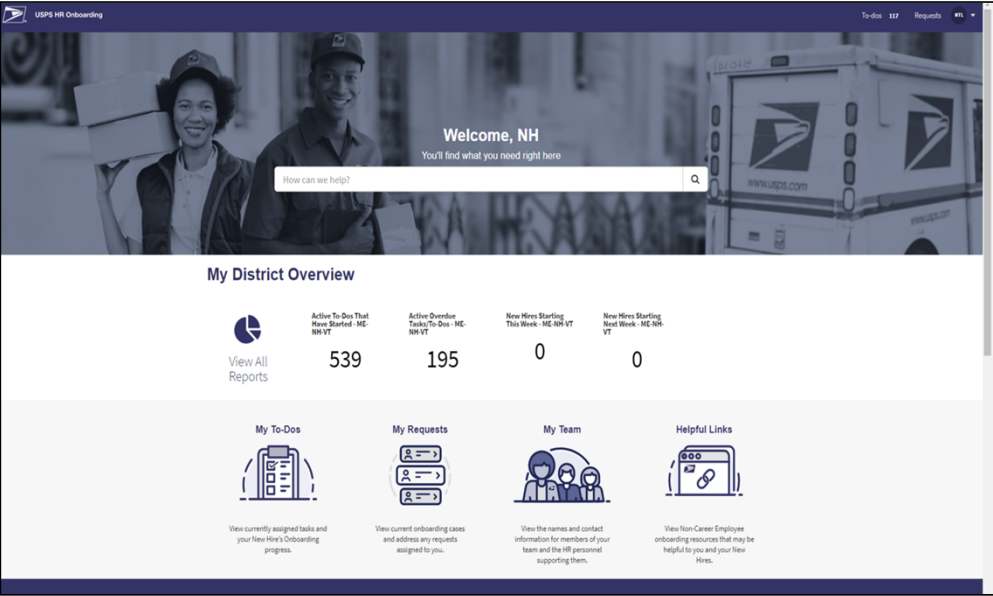 USPS HR Onboarding
To-dos 117 Requests NTL
Welcome, NH
You'll find what you need right here
How can we help?
www.usps.com
www.usps.com
My District Overview
View All
Reports
Active To-Dos That
Have Started - ME-
NH-VT
539
Active Overdue
Tasks/To-Dos - ME-
NH-VT
195
New Hires Starting
This Week - ME-NH-VT
0
New Hires Starting
Next Week - ME-NH-
VT
0
My To-Dos
View currently assigned tasks and
your New Hire's Onboarding
progress.
My Requests
View current onboarding cases
and address any requests
assigned to you.
My Team
View the names and contact
information for members of your
team and the HR personnel
supporting them.
Helpful Links
View Non-Career Employee
onboarding resources that may be
helpful to you and your New
Hires.